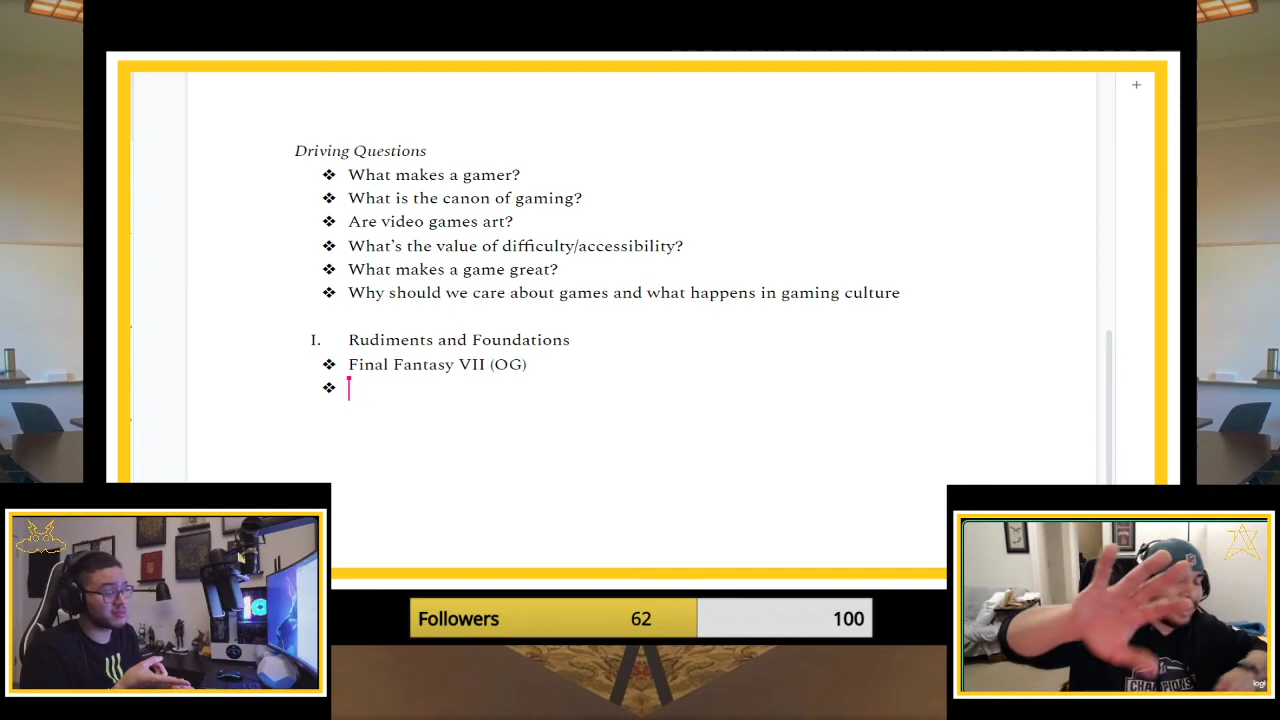 Driving Questions
❖ What makes a gamer?
❖ What is the canon of gaming?
❖ Are video games art?
❖ What's the value of difficulty/accessibility?
❖ What makes a game great?
❖ Why should we care about games and what happens in gaming culture
I. Rudiments and Foundations
❖ Final Fantasy VII (OG)
❖
Followers 62 100
CHAMPIONS
logi